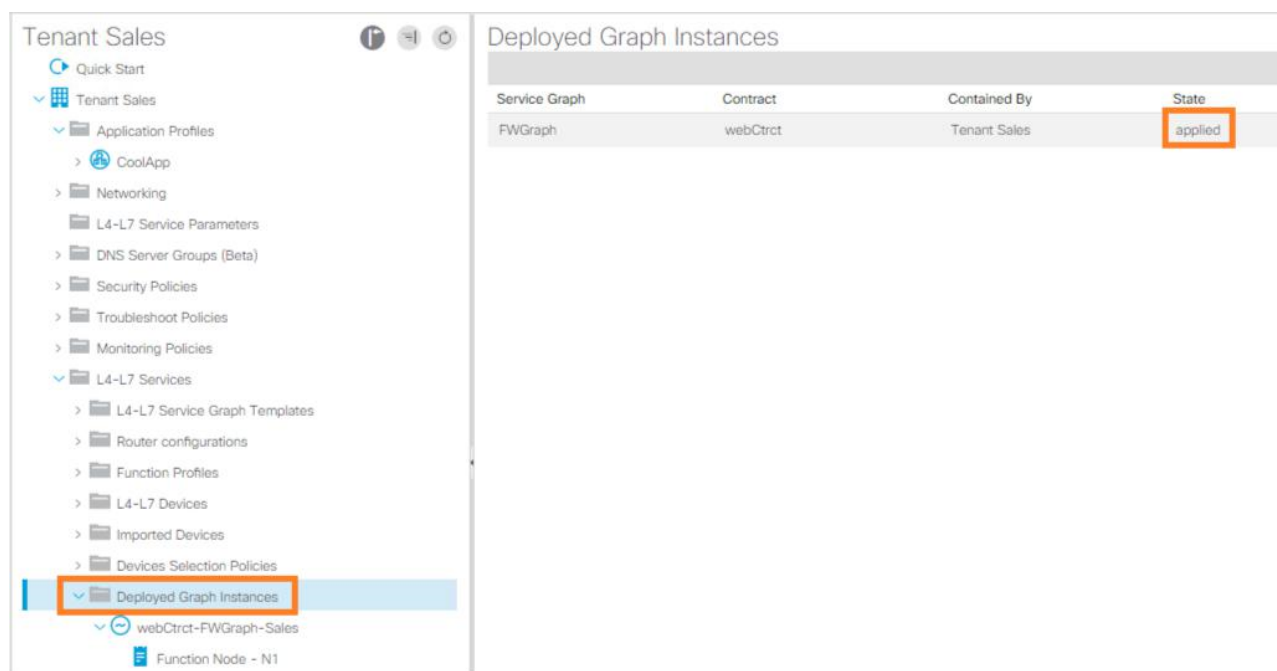 Tenant Sales
Quick Start
Tenant Sales
Application Profiles
CoolApp
Networking
L4-L7 Service Parameters
DNS Server Groups (Beta)
Security Policies
Troubleshoot Policies
Monitoring Policies
L4-L7 Services
L4-L7 Service Graph Templates
Router configurations
Function Profiles
L4-L7 Devices
Imported Devices
Devices Selection Policies
Deployed Graph Instances
webCtrct-FWGraph-Sales
Function Node - N1
Deployed Graph Instances
Service Graph Contract Contained By State
FWGraph webCtrct Tenant Sales applied